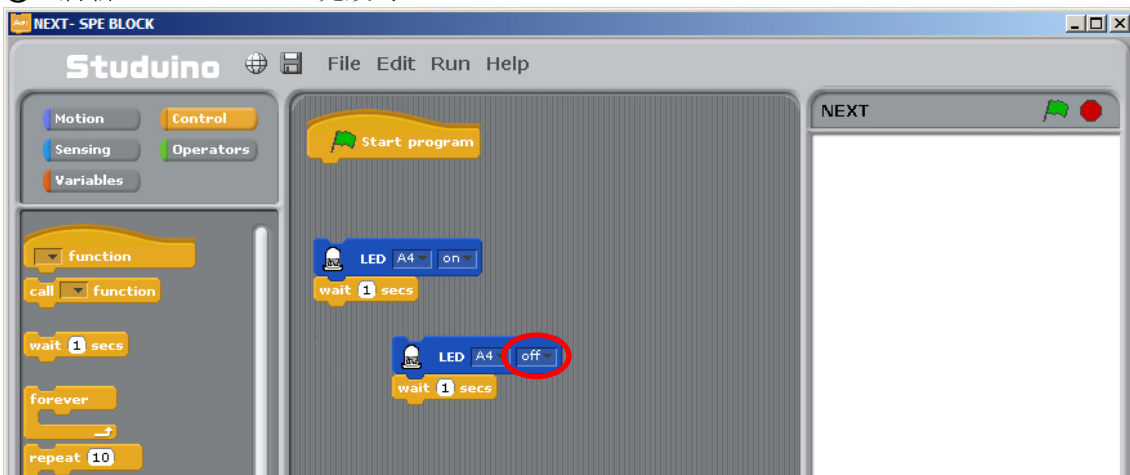 NEXT- SPE BLOCK
Studuino File Edit Run Help
Motion Control
Sensing Operators
Variables
function
call function
wait 1 secs
forever
repeat 10
Start program
LED A4 on
wait 1 secs
LED A4 off
wait 1 secs
NEXT